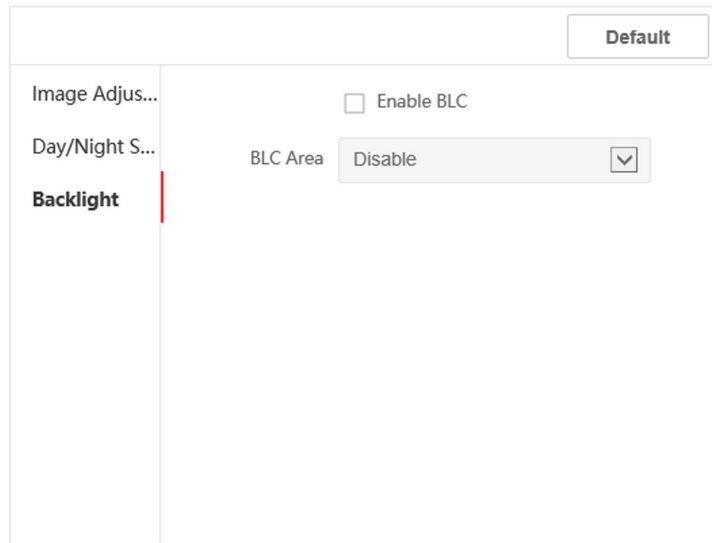 Default
Image Adjus...
Day/Night S...
Backlight
Enable BLC
BLC Area Disable